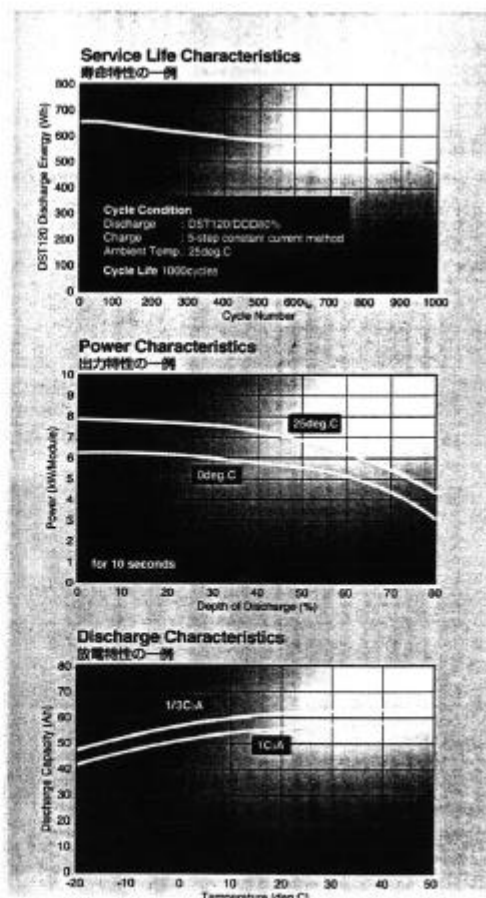 Service Life Characteristics
寿命特性の一例
DST120 Discharge Energy (Wh)
800
700
600
500
400
300
200
100
0
Cycle Condition
Discharge : DST120/DOD80%
Charge : 5-step constant current method
Ambient Temp. 25deg.C
Cycle Life 1000cycles
0 100 200 300 400 500 600 700 800 900 1000
Cycle Number
Power Characteristics
出力特性の一例
Power (kW/Module)
10
9
8
7
6
5
4
3
2
1
0
25deg.C
0deg.C
for 10 seconds
0 10 20 30 40 50 60 70 80
Depth of Discharge (%)
Discharge Characteristics
放電特性の一例
Discharge Capacity (Ah)
80
70
60
50
40
30
20
10
0
1/3C₃A
1C₃A
-20 -10 0 10 20 30 40 50
Temperature (deg.C)